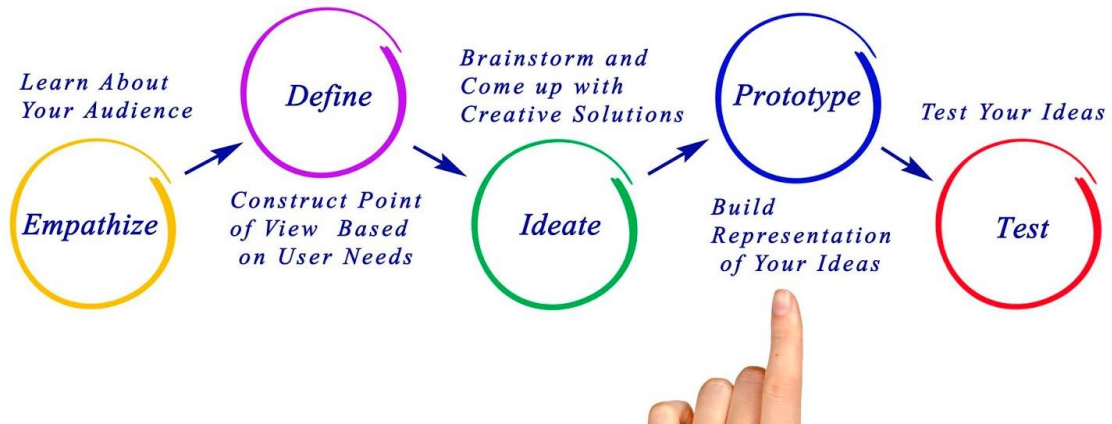 Learn About
Your Audience
Empathize
Define
Construct Point
of View Based
on User Needs
Brainstorm and
Come up with
Creative Solutions
Ideate
Prototype
Build
Representation
of Your Ideas
Test Your Ideas
Test